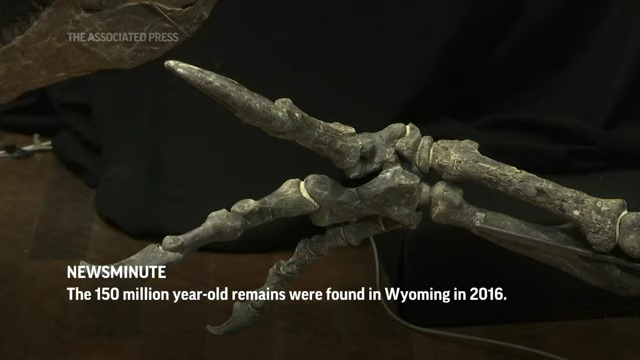 THE ASSOCIATED PRESS
NEWSMINUTE
The 150 million year-old remains were found in Wyoming in 2016.